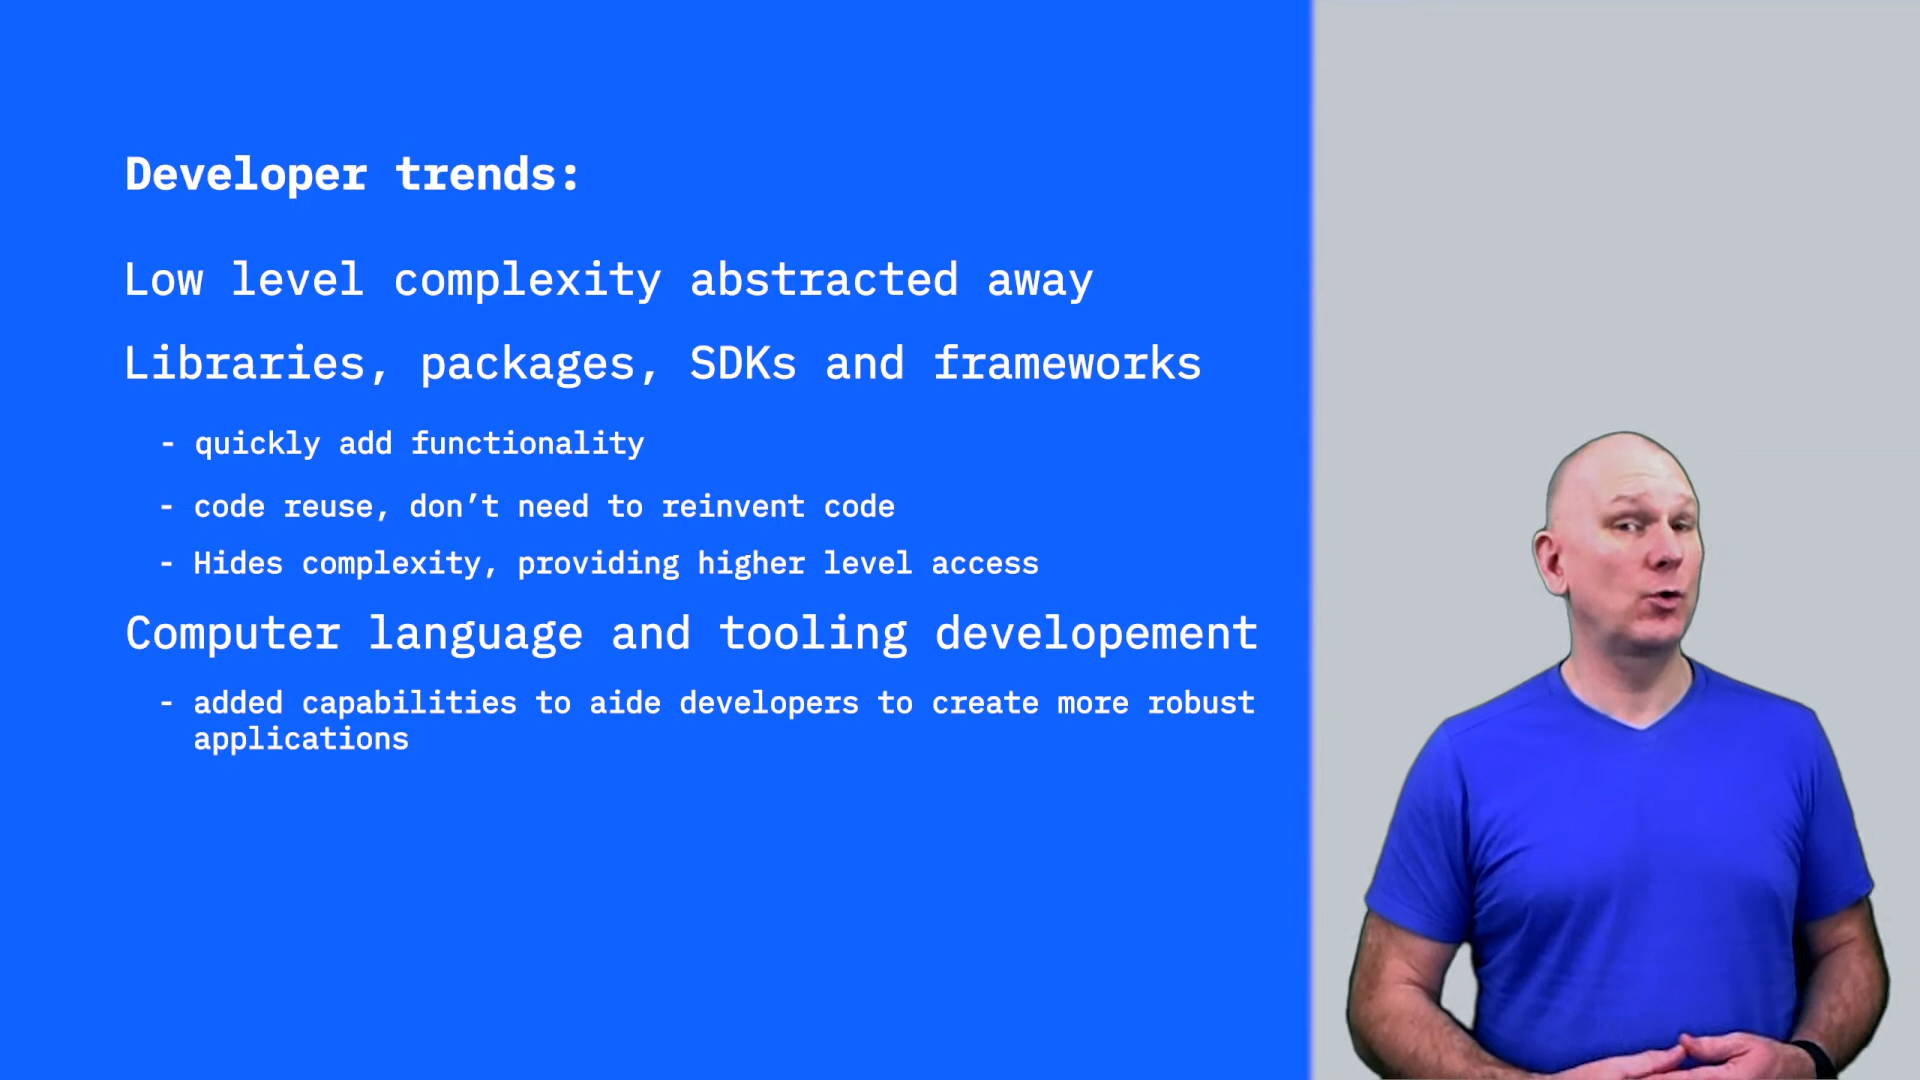 Developer trends:
Low level complexity abstracted away
Libraries, packages, SDKs and frameworks
- quickly add functionality
- code reuse, don’t need to reinvent code
- Hides complexity, providing higher level access
Computer language and tooling developement
- added capabilities to aide developers to create more robust
applications